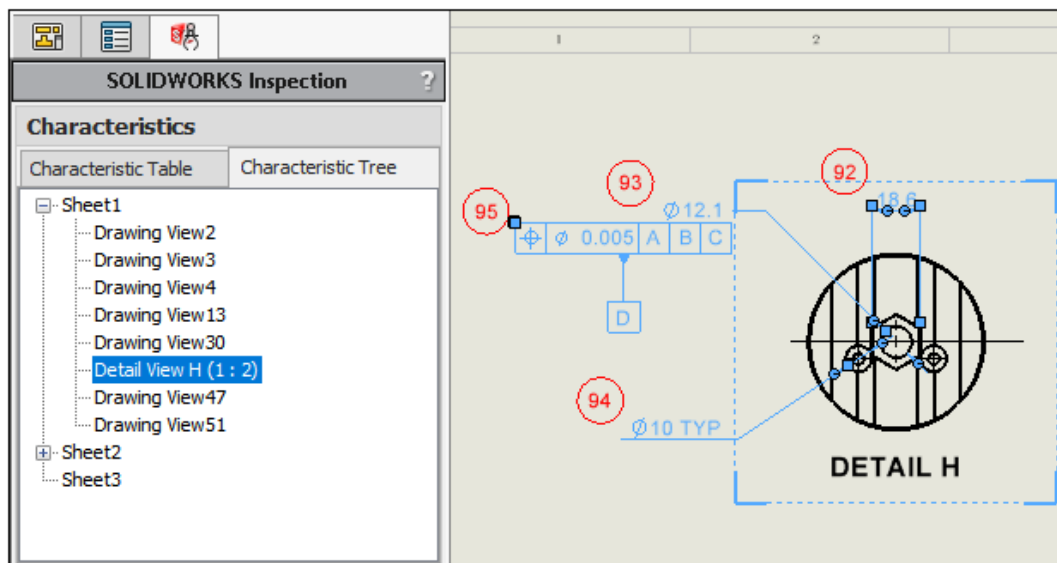 SOLIDWORKS Inspection ?
Characteristics
Characteristic Table Characteristic Tree
Sheet1
Drawing View2
Drawing View3
Drawing View4
Drawing View13
Drawing View30
Detail View H (1 : 2)
Drawing View47
Drawing View51
Sheet2
Sheet3
1 2
92
93
18.6
95
Ø12.1
⌖ Ø 0.005 A B C
D
94
Ø10 TYP
DETAIL H